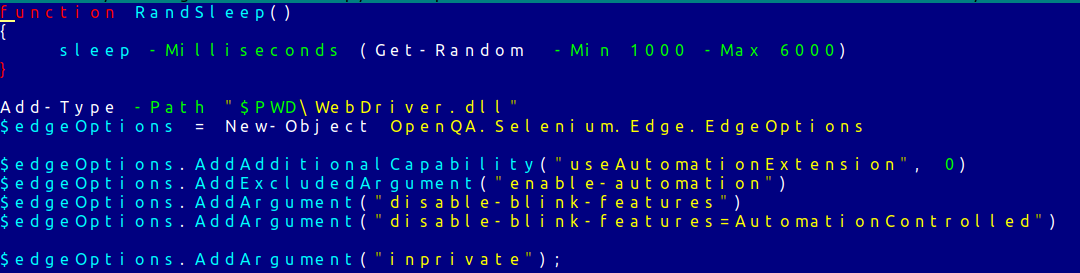 function RandSleep()
{
    sleep -Milliseconds (Get-Random  -Min 1000 -Max 6000)
}
Add-Type -Path "$PWD\WebDriver.dll"
$edgeOptions = New-Object OpenQA.Selenium.Edge.EdgeOptions
$edgeOptions.AddAdditionalCapability("useAutomationExtension", 0)
$edgeOptions.AddExcludedArgument("enable-automation")
$edgeOptions.AddArgument("disable-blink-features")
$edgeOptions.AddArgument("disable-blink-features=AutomationControlled")
$edgeOptions.AddArgument("inprivate");